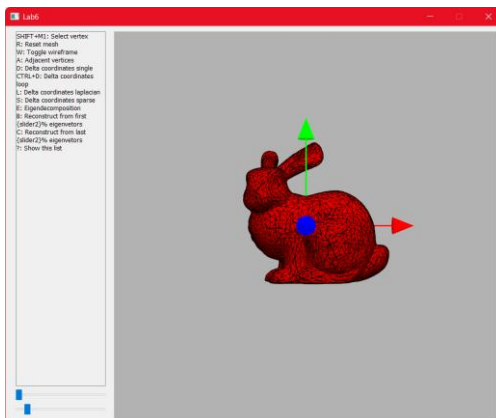 Lab6
SHIFT+M1: Select vertex
R: Reset mesh
W: Toggle wireframe
A: Adjacent vertices
D: Delta coordinates single
CTRL+D: Delta coordinates
loop
L: Delta coordinates laplacian
S: Delta coordinates sparse
E: Eigendecomposition
B: Reconstruct from first
{slider2}% eigenvetors
C: Reconstruct from last
{slider2}% eigenvetors
?: Show this list